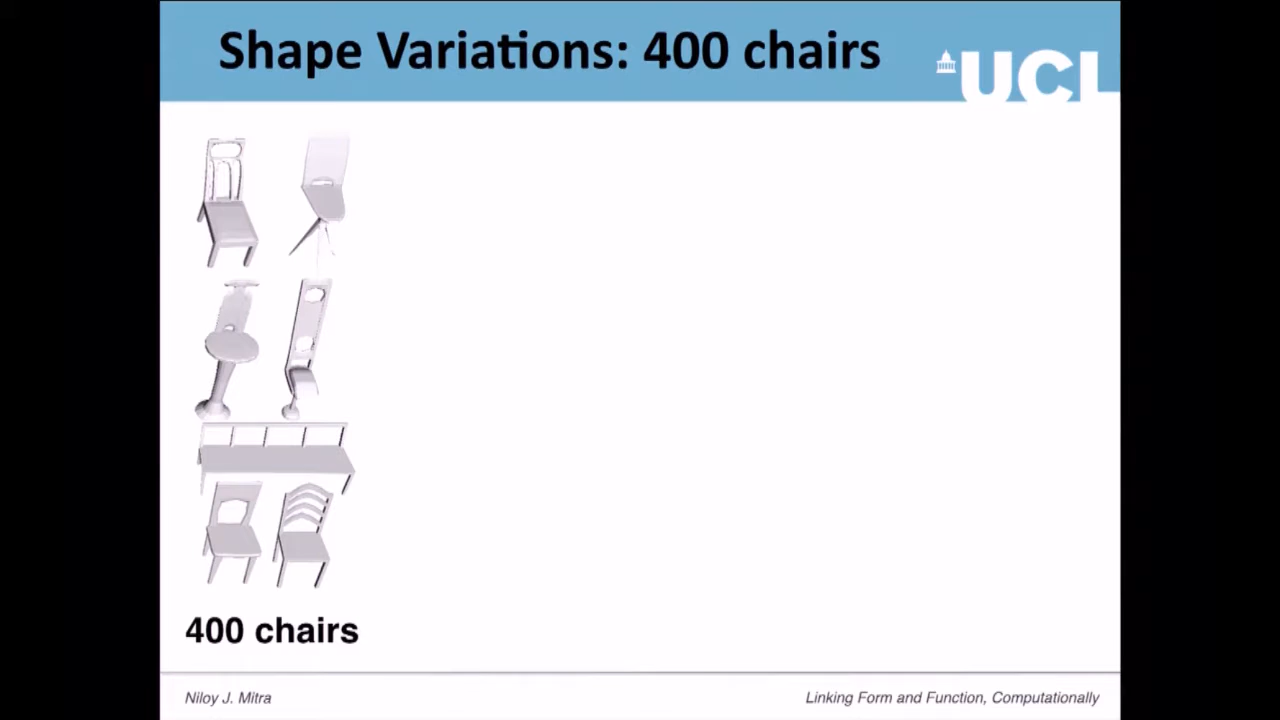 Shape Variations: 400 chairs
UCL
400 chairs
Niloy J. Mitra
Linking Form and Function, Computationally